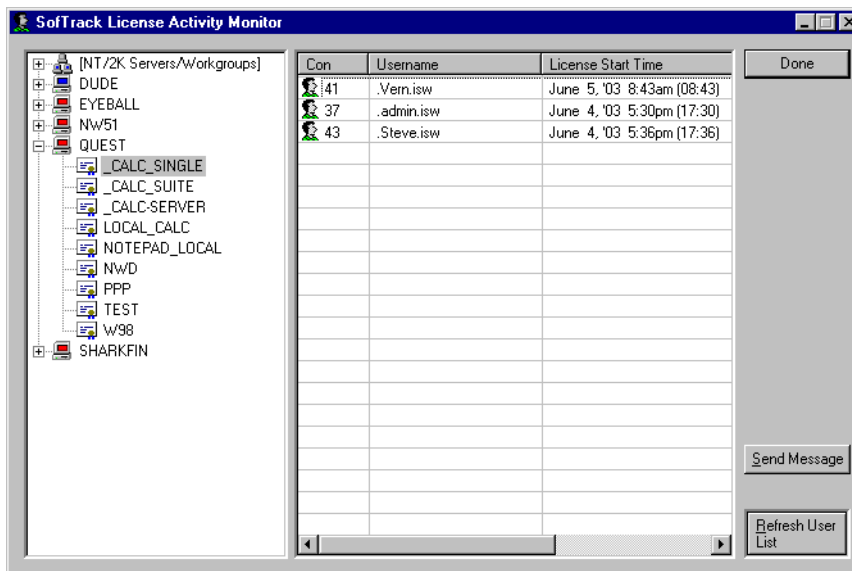 SofTrack License Activity Monitor
[NT/2K Servers/Workgroups]
DUDE
EYEBALL
NW51
QUEST
_CALC_SINGLE
_CALC_SUITE
_CALC-SERVER
LOCAL_CALC
NOTEPAD_LOCAL
NWD
PPP
TEST
W98
SHARKFIN
Con Username License Start Time
41 .Vern.isw June 5, '03 8:43am (08:43)
37 .admin.isw June 4, '03 5:30pm (17:30)
43 .Steve.isw June 4, '03 5:36pm (17:36)
Done
Send Message
Refresh User
List